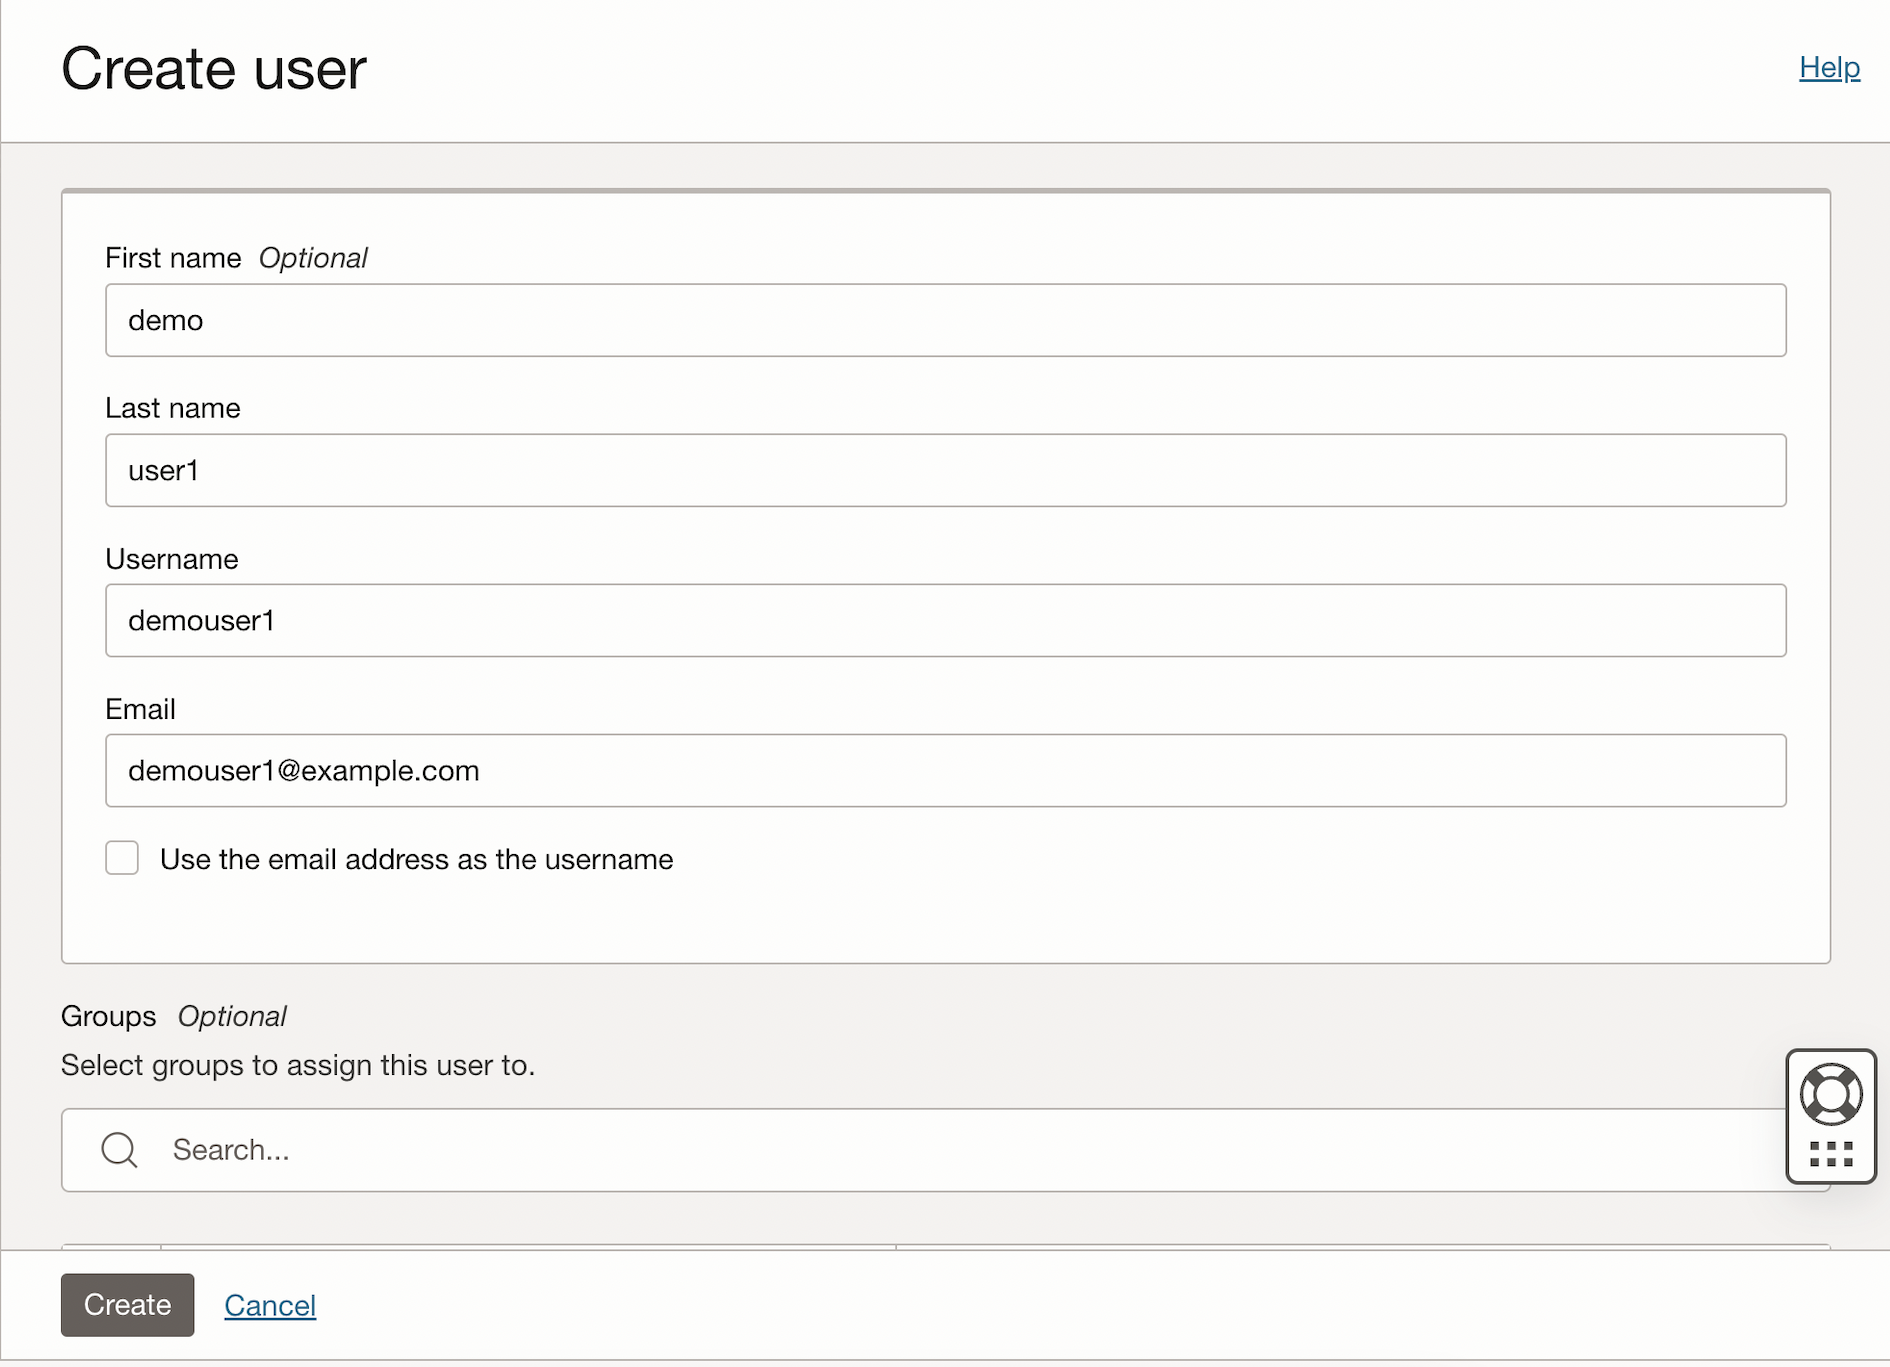 Create user
Help
First name Optional
demo
Last name
user1
Username
demouser1
Email
demouser1@example.com
Use the email address as the username
Groups Optional
Select groups to assign this user to.
Search...
Create
Cancel